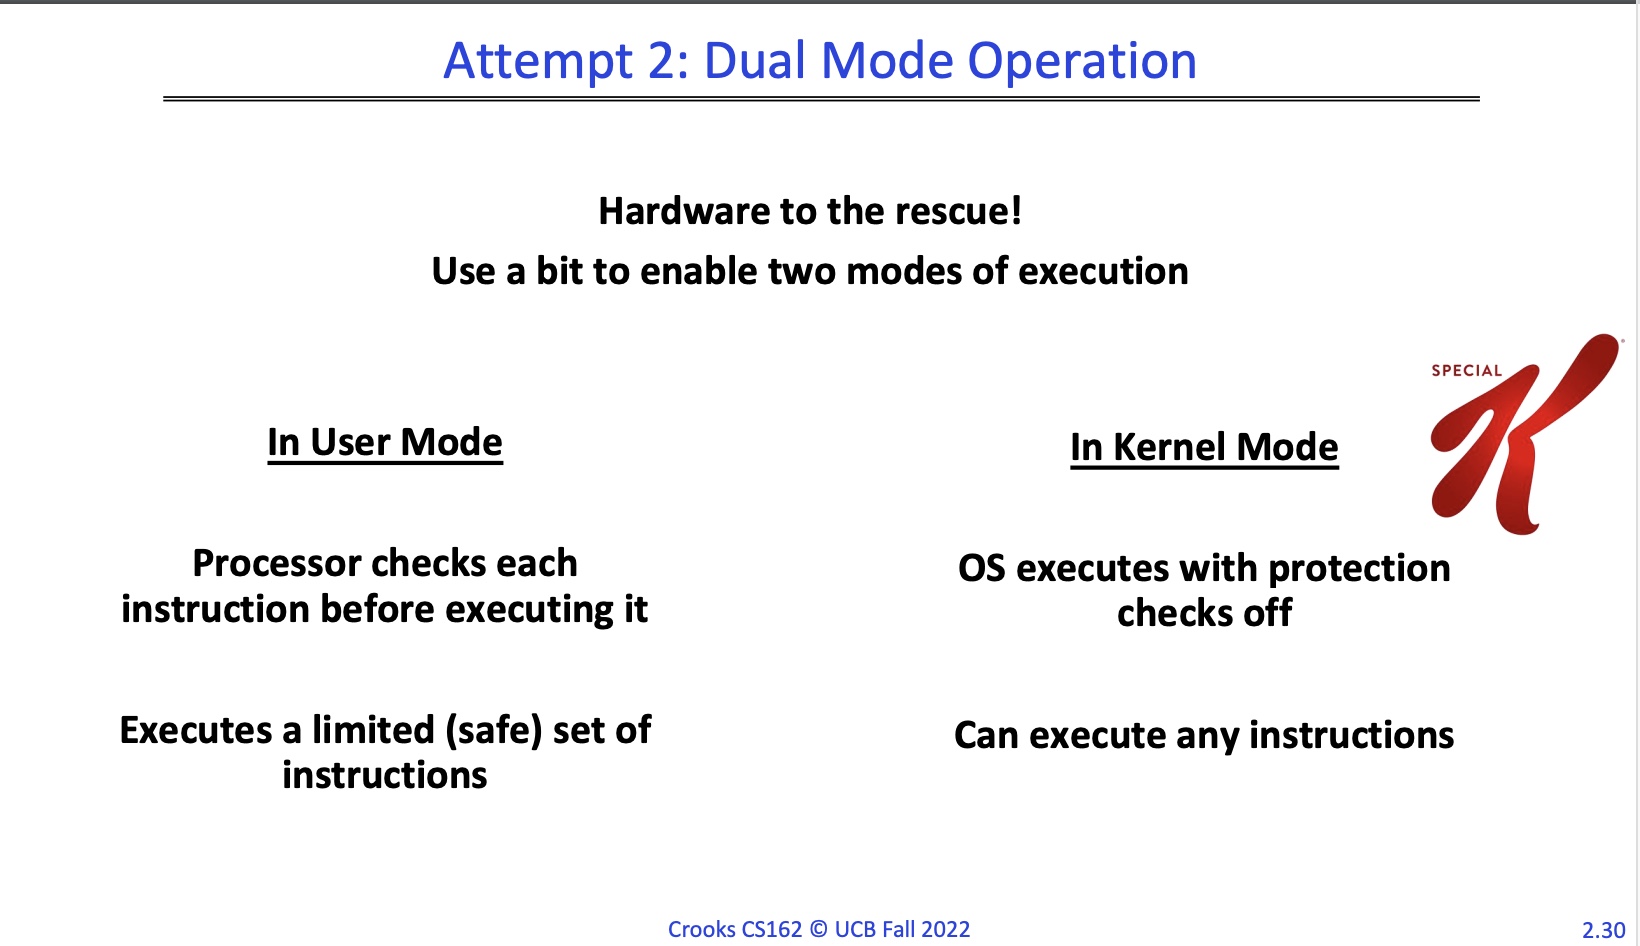 Attempt 2: Dual Mode Operation
Hardware to the rescue!
Use a bit to enable two modes of execution
SPECIAL
K
In User Mode
In Kernel Mode
Processor checks each
instruction before executing it
OS executes with protection
checks off
Executes a limited (safe) set of
instructions
Can execute any instructions
Crooks CS162 © UCB Fall 2022
2.30